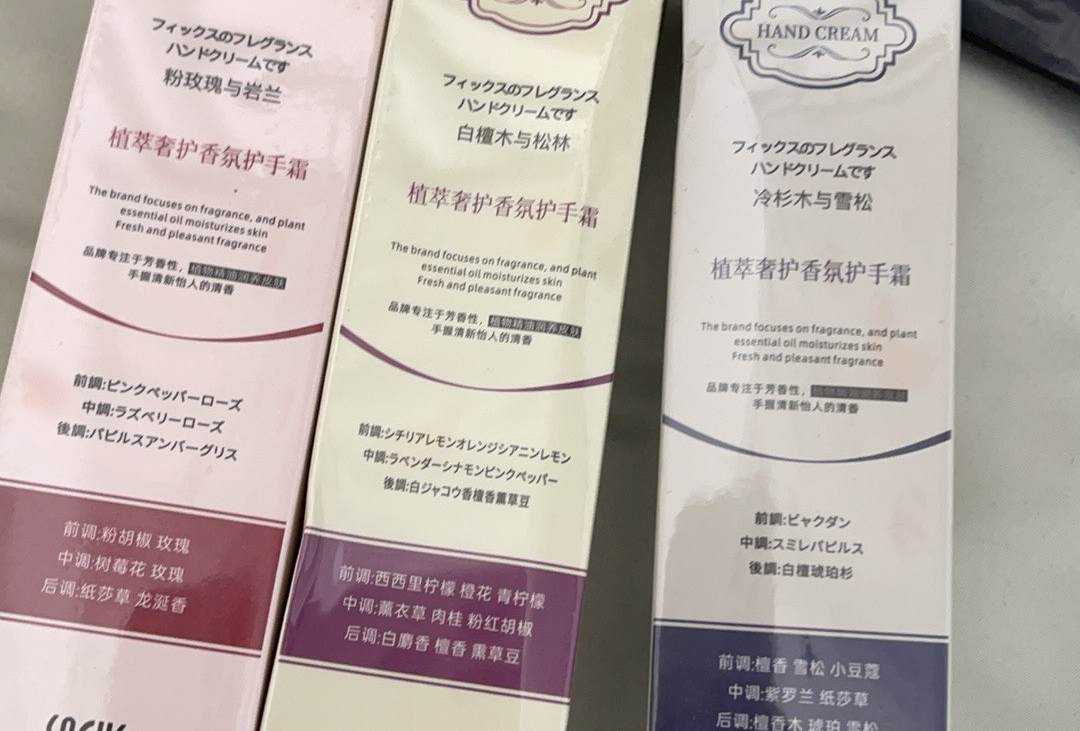 フィックスのフレグランス
ハンドクリームです
粉玫瑰与岩兰
植萃奢护香氛护手霜
The brand focuses on fragrance, and plant
essential oil moisturizes skin
Fresh and pleasant fragrance
品牌专注于芳香性，植物精油润养皮肤
手握清新怡人的清香
前調:ピンクペッパーローズ
中調:ラズベリーローズ
後調:パピルスアンバーグリス
前调:粉胡椒 玫瑰
中调:树莓花 玫瑰
后调:纸莎草 龙涎香
フィックスのフレグランス
ハンドクリームです
白檀木与松林
植萃奢护香氛护手霜
The brand focuses on fragrance, and plant
essential oil moisturizes skin
Fresh and pleasant fragrance
品牌专注于芳香性，植物精油润养皮肤
手握清新怡人的清香
前調:シチリアレモンオレンジシアニンレモン
中調:ラベンダーシナモンピンクペッパー
後調:白ジャコウ香檀香薫草豆
前调:西西里柠檬 橙花 青柠檬
中调:薰衣草 肉桂 粉红胡椒
后调:白麝香 檀香 熏草豆
HAND CREAM
フィックスのフレグランス
ハンドクリームです
冷杉木与雪松
植萃奢护香氛护手霜
The brand focuses on fragrance, and plant
essential oil moisturizes skin
Fresh and pleasant fragrance
品牌专注于芳香性，植物精油润养皮肤
手握清新怡人的清香
前調:ビャクダン
中調:スミレパピルス
後調:白檀琥珀杉
前调:檀香 雪松 小豆蔻
中调:紫罗兰 纸莎草
后调:檀香木 琥珀 雪松